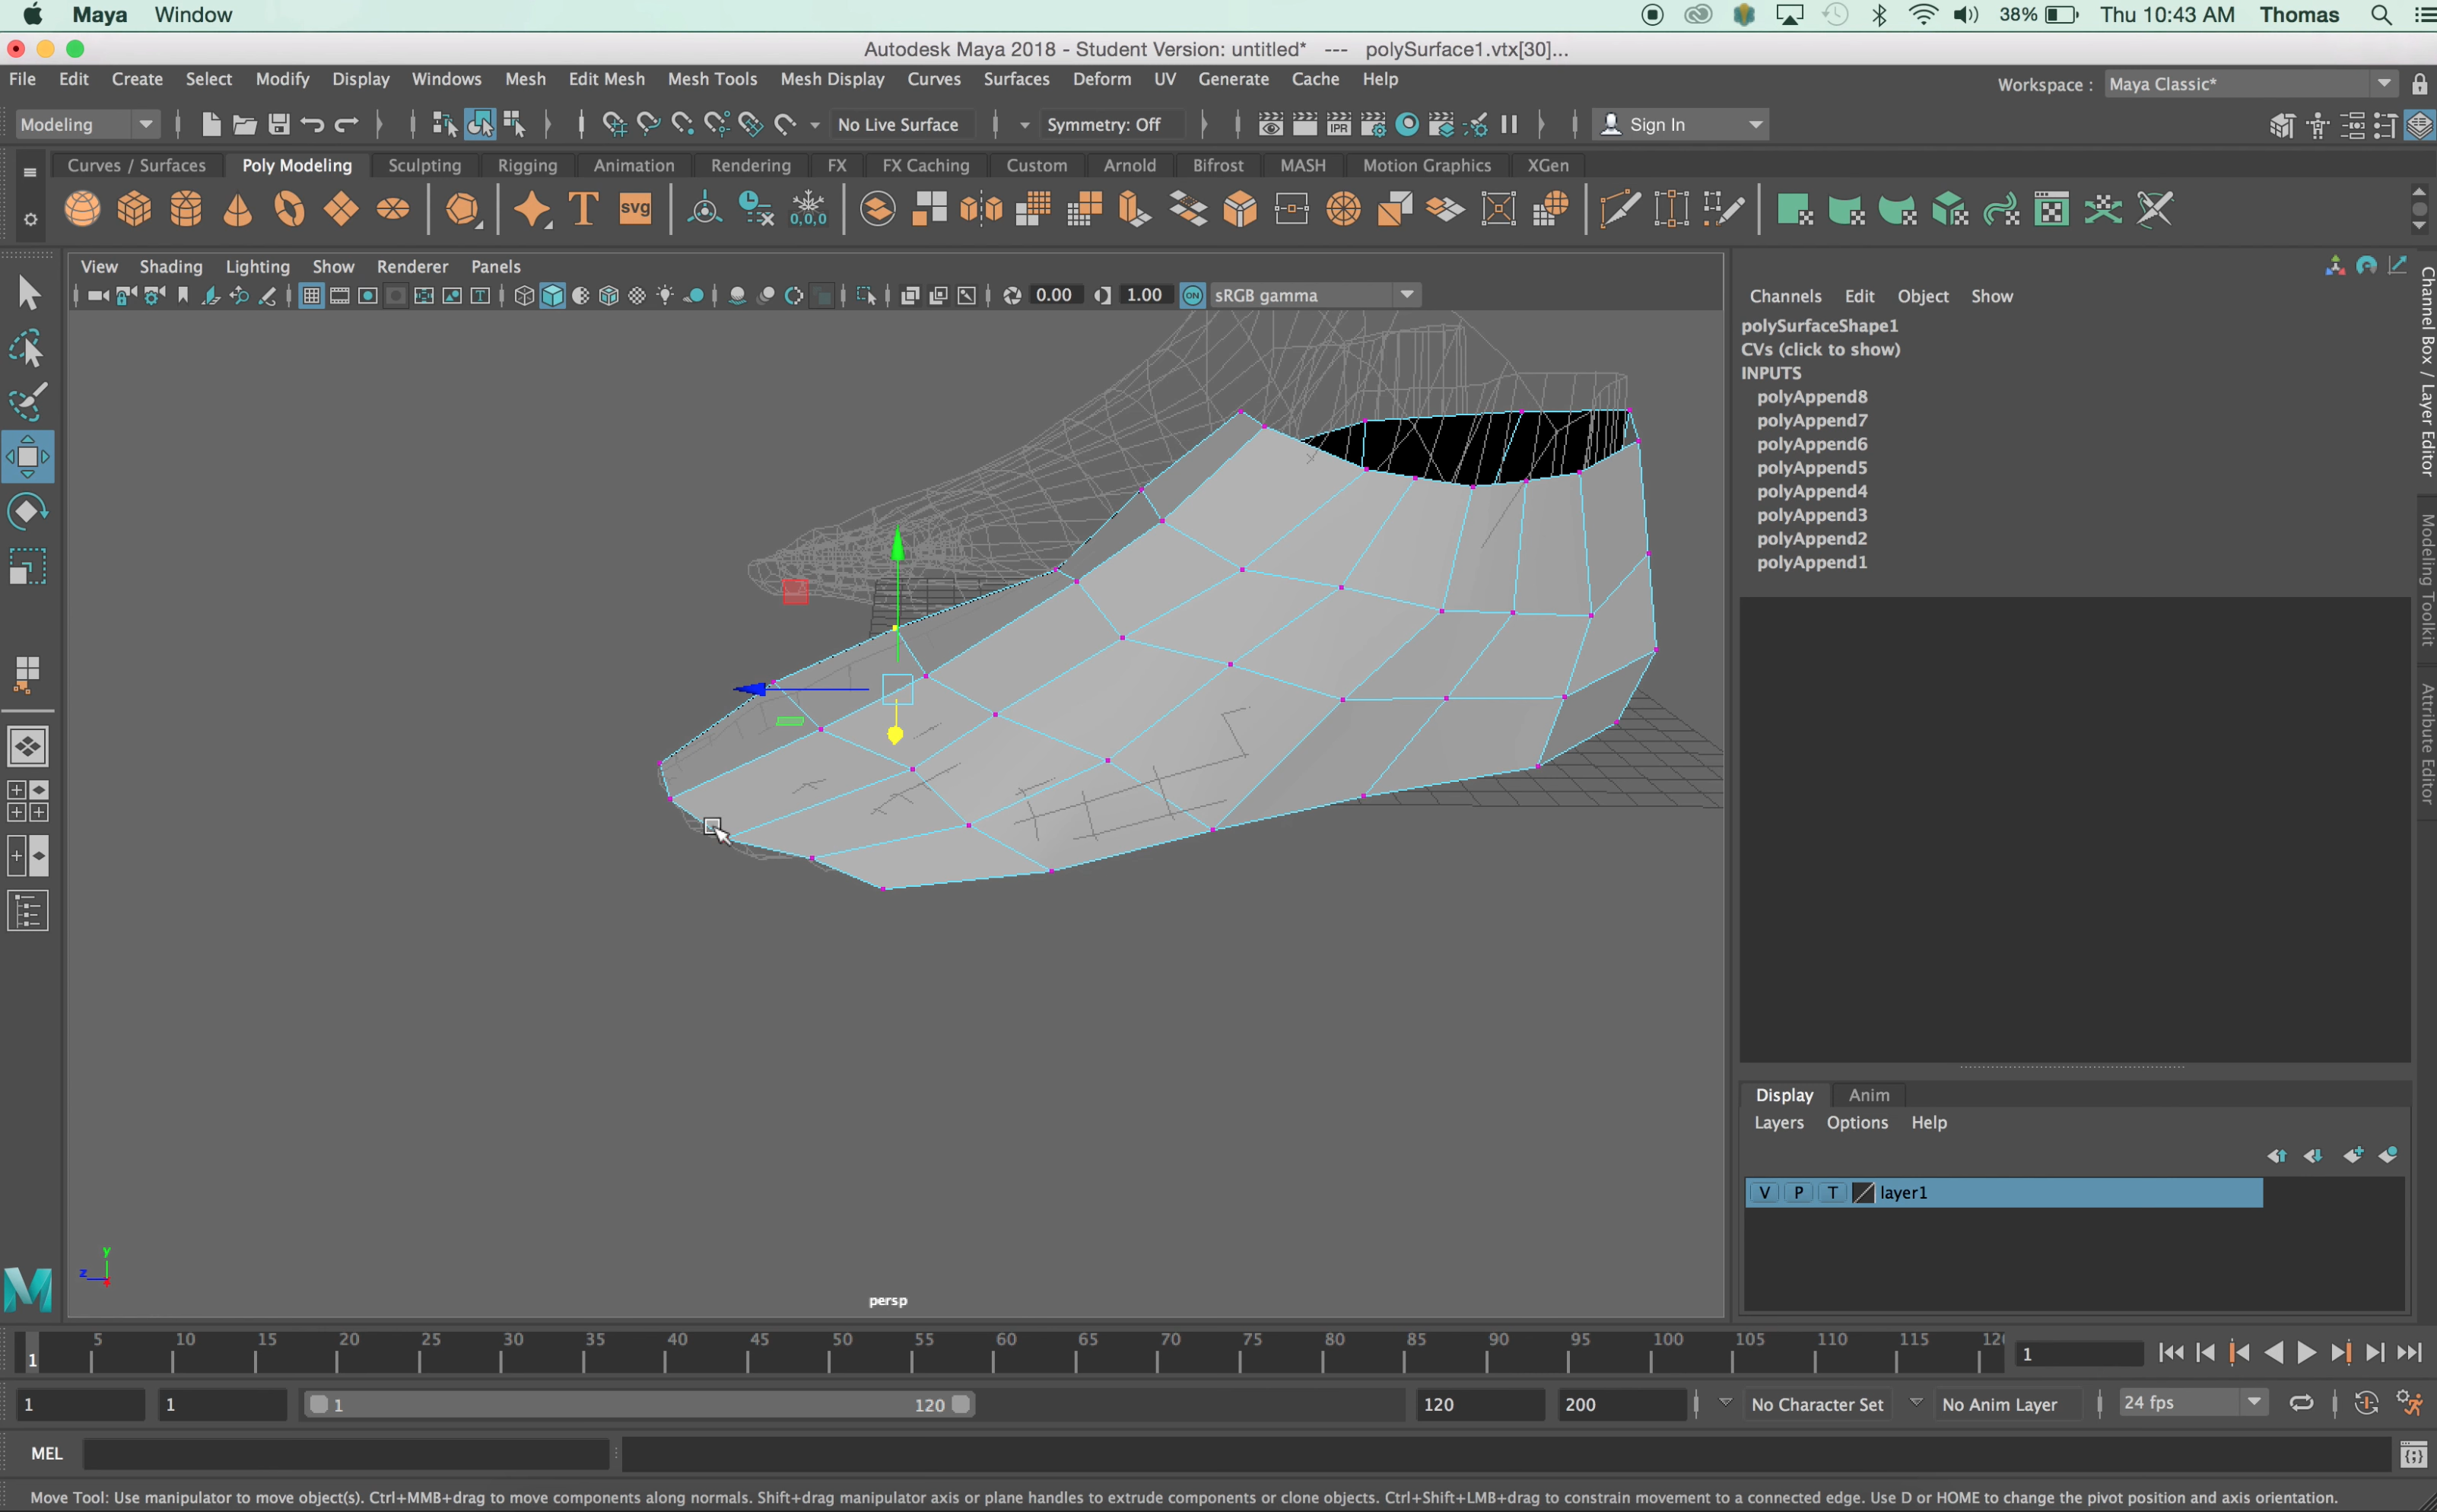 Maya Window 38% Thu 10:43 AM Thomas
Autodesk Maya 2018 - Student Version: untitled* --- polySurface1.vtx[30]...
File Edit Create Select Modify Display Windows Mesh Edit Mesh Mesh Tools Mesh Display Curves Surfaces Deform UV Generate Cache Help Workspace : Maya Classic*
Modeling No Live Surface Symmetry: Off IPR Sign In
Curves / Surfaces Poly Modeling Sculpting Rigging Animation Rendering FX FX Caching Custom Arnold Bifrost MASH Motion Graphics XGen
T svg 0,0,0
View Shading Lighting Show Renderer Panels
0.00 1.00 ON sRGB gamma
Channels Edit Object Show
polySurfaceShape1
CVs (click to show)
INPUTS
polyAppend8
polyAppend7
polyAppend6
polyAppend5
polyAppend4
polyAppend3
polyAppend2
polyAppend1
Channel Box / Layer Editor
Modeling Toolkit
Attribute Editor
Display Anim
Layers Options Help
V P T layer1
y
z
persp
5 10 15 20 25 30 35 40 45 50 55 60 65 70 75 80 85 90 95 100 105 110 115 12
1 1
1 1 1 120 120 200 No Character Set No Anim Layer 24 fps
MEL
Move Tool: Use manipulator to move object(s). Ctrl+MMB+drag to move components along normals. Shift+drag manipulator axis or plane handles to extrude components or clone objects. Ctrl+Shift+LMB+drag to constrain movement to a connected edge. Use D or HOME to change the pivot position and axis orientation.